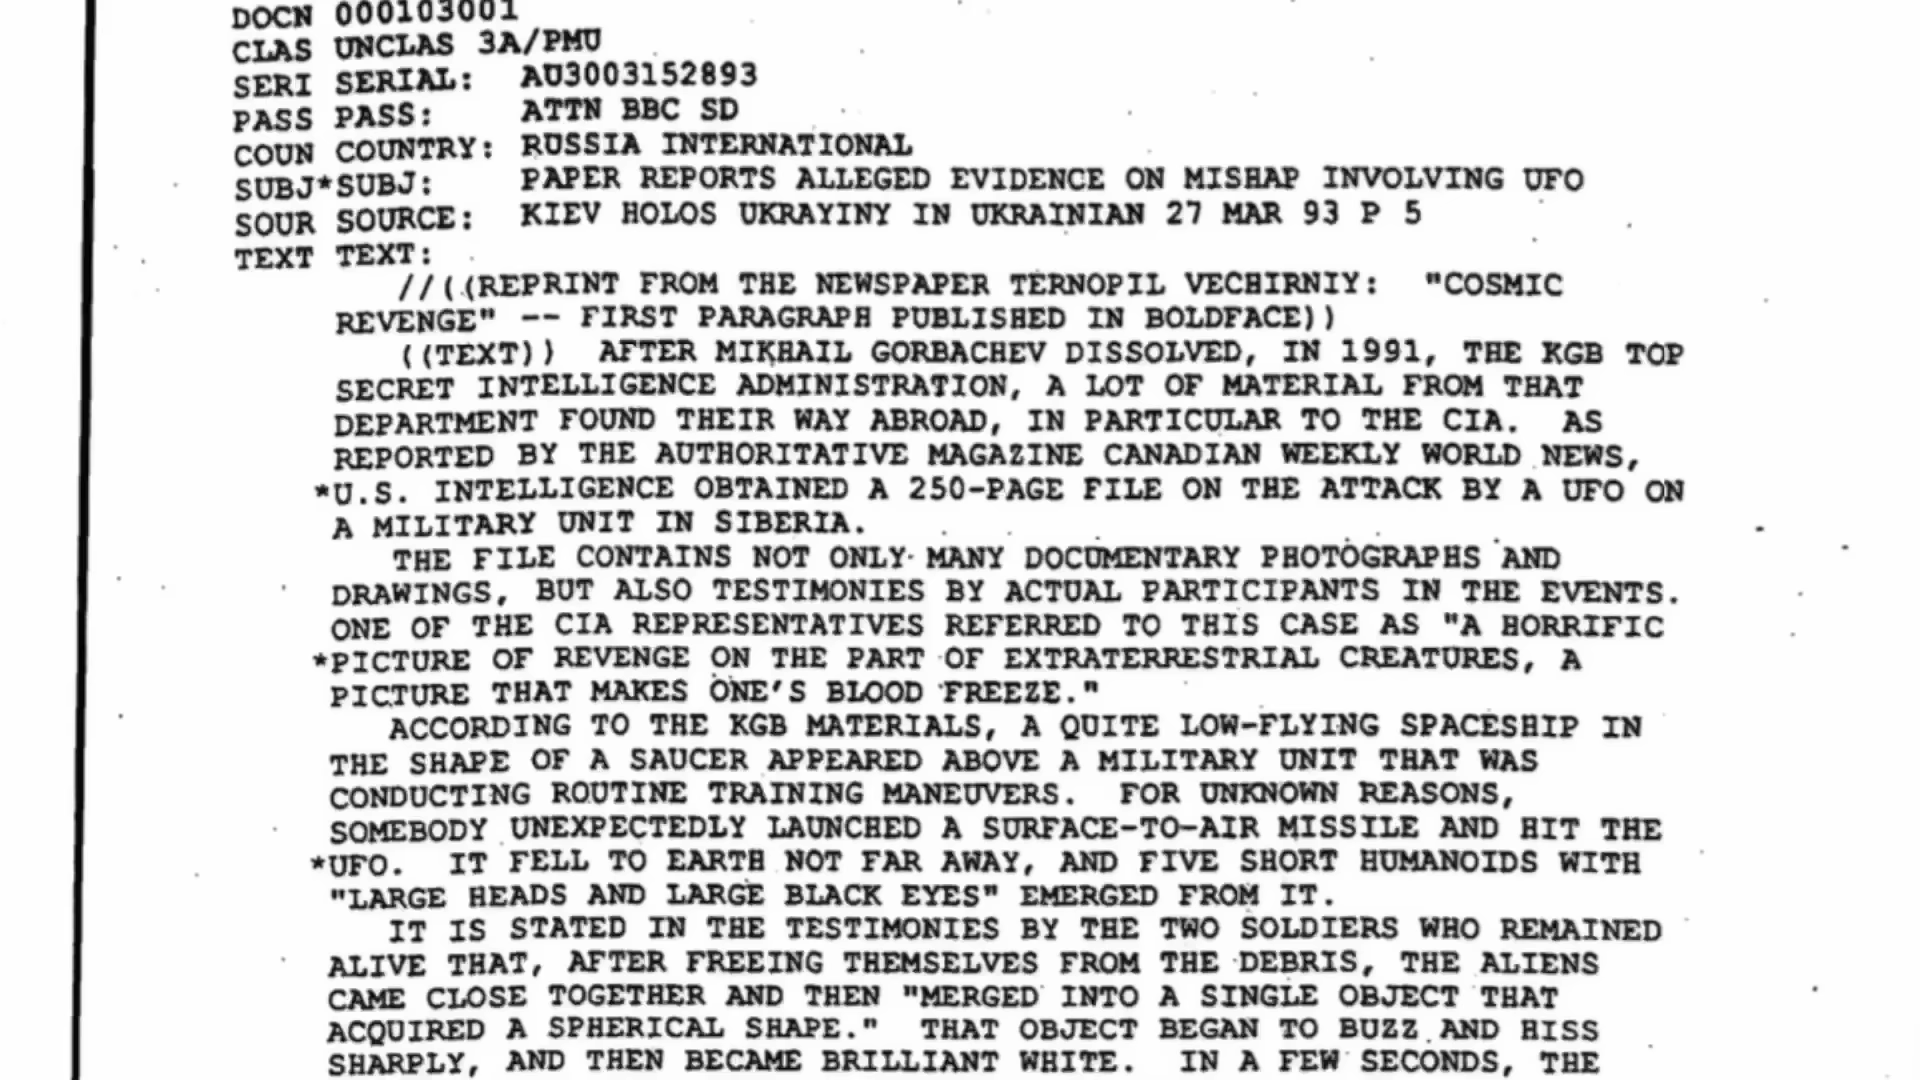 DOCN 000103001
CLAS UNCLAS 3A/PMU
SERI SERIAL: AU3003152893
PASS PASS: ATTN BBC SD
COUN COUNTRY: RUSSIA INTERNATIONAL
SUBJ*SUBJ: PAPER REPORTS ALLEGED EVIDENCE ON MISHAP INVOLVING UFO
SOUR SOURCE: KIEV HOLOS UKRAYINY IN UKRAINIAN 27 MAR 93 P 5
TEXT TEXT:
//((REPRINT FROM THE NEWSPAPER TERNOPIL VECHIRNIY: "COSMIC
REVENGE" -- FIRST PARAGRAPH PUBLISHED IN BOLDFACE))
((TEXT)) AFTER MIKHAIL GORBACHEV DISSOLVED, IN 1991, THE KGB TOP
SECRET INTELLIGENCE ADMINISTRATION, A LOT OF MATERIAL FROM THAT
DEPARTMENT FOUND THEIR WAY ABROAD, IN PARTICULAR TO THE CIA. AS
REPORTED BY THE AUTHORITATIVE MAGAZINE CANADIAN WEEKLY WORLD NEWS,
*U.S. INTELLIGENCE OBTAINED A 250-PAGE FILE ON THE ATTACK BY A UFO ON
A MILITARY UNIT IN SIBERIA.
THE FILE CONTAINS NOT ONLY MANY DOCUMENTARY PHOTOGRAPHS AND
DRAWINGS, BUT ALSO TESTIMONIES BY ACTUAL PARTICIPANTS IN THE EVENTS.
ONE OF THE CIA REPRESENTATIVES REFERRED TO THIS CASE AS "A HORRIFIC
*PICTURE OF REVENGE ON THE PART OF EXTRATERRESTRIAL CREATURES, A
PICTURE THAT MAKES ONE'S BLOOD FREEZE."
ACCORDING TO THE KGB MATERIALS, A QUITE LOW-FLYING SPACESHIP IN
THE SHAPE OF A SAUCER APPEARED ABOVE A MILITARY UNIT THAT WAS
CONDUCTING ROUTINE TRAINING MANEUVERS. FOR UNKNOWN REASONS,
SOMEBODY UNEXPECTEDLY LAUNCHED A SURFACE-TO-AIR MISSILE AND HIT THE
*UFO. IT FELL TO EARTH NOT FAR AWAY, AND FIVE SHORT HUMANOIDS WITH
"LARGE HEADS AND LARGE BLACK EYES" EMERGED FROM IT.
IT IS STATED IN THE TESTIMONIES BY THE TWO SOLDIERS WHO REMAINED
ALIVE THAT, AFTER FREEING THEMSELVES FROM THE DEBRIS, THE ALIENS
CAME CLOSE TOGETHER AND THEN "MERGED INTO A SINGLE OBJECT THAT
ACQUIRED A SPHERICAL SHAPE." THAT OBJECT BEGAN TO BUZZ AND HISS
SHARPLY, AND THEN BECAME BRILLIANT WHITE. IN A FEW SECONDS, THE